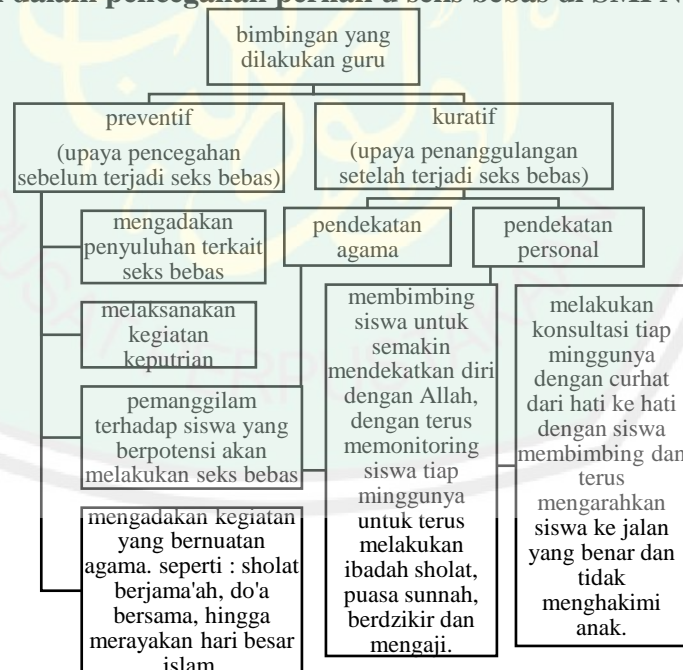 dalam pencegahan perilaku seks bebas di SMPN
bimbingan yang
dilakukan guru
preventif
(upaya pencegahan
sebelum terjadi seks bebas)
kuratif
(upaya penanggulangan
setelah terjadi seks bebas)
mengadakan
penyuluhan terkait
seks bebas
melaksanakan
kegiatan
keputrian
pemanggilam
terhadap siswa yang
berpotensi akan
melakukan seks bebas
mengadakan kegiatan
yang bernuatan
agama. seperti : sholat
berjama'ah, do'a
bersama, hingga
merayakan hari besar
islam
pendekatan
agama
membimbing
siswa untuk
semakin
mendekatkan diri
dengan Allah,
dengan terus
memonitoring
siswa tiap
minggunya
untuk terus
melakukan
ibadah sholat,
puasa sunnah,
berdzikir dan
mengaji.
pendekatan
personal
melakukan
konsultasi tiap
minggunya
dengan curhat
dari hati ke hati
dengan siswa
membimbing dan
terus
mengarahkan
siswa ke jalan
yang benar dan
tidak
menghakimi
anak.